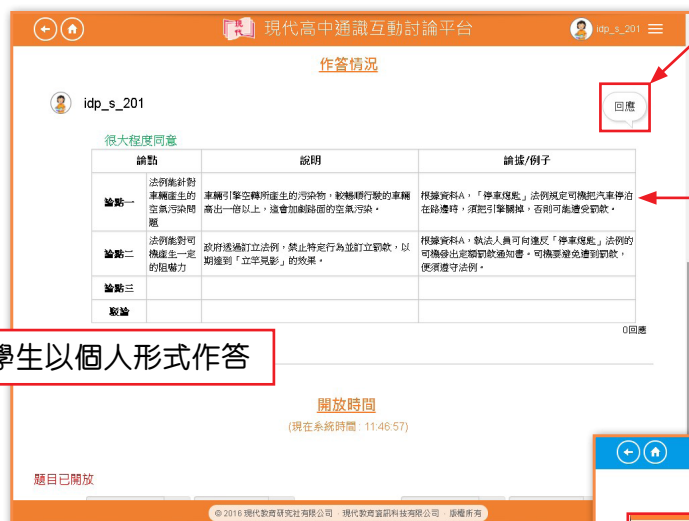 現代高中通識互動討論平台
idp_s_201
作答情況
idp_s_201
回應
很大程度同意
論點 說明 論據/例子
論點一
法例能針對
車輛產生的
空氣污染問
題
車輛引擎空轉所產生的污染物，較暢順行駛的車輛
高出一倍以上，這會加劇路面的空氣污染。
根據資料A，「停車熄匙」法例規定司機把汽車停泊
在路邊時，須把引擎關掉，否則可能遭受罰款。
論點二
法例能對司
機產生一定
的阻嚇力
政府透過訂立法例，禁止特定行為並訂立罰款，以
期達到「立竿見影」的效果。
根據資料A，執法人員可向違反「停車熄匙」法例的
司機發出定額罰款通知書。司機要避免遭到罰款，
便須遵守法例。
論點三
駁論
0回應
學生以個人形式作答
開放時間
(現在系統時間 : 11:46:57)
題目已開放
© 2016 現代教育研究社有限公司 ． 現代教育資訊科技有限公司 ． 版權所有